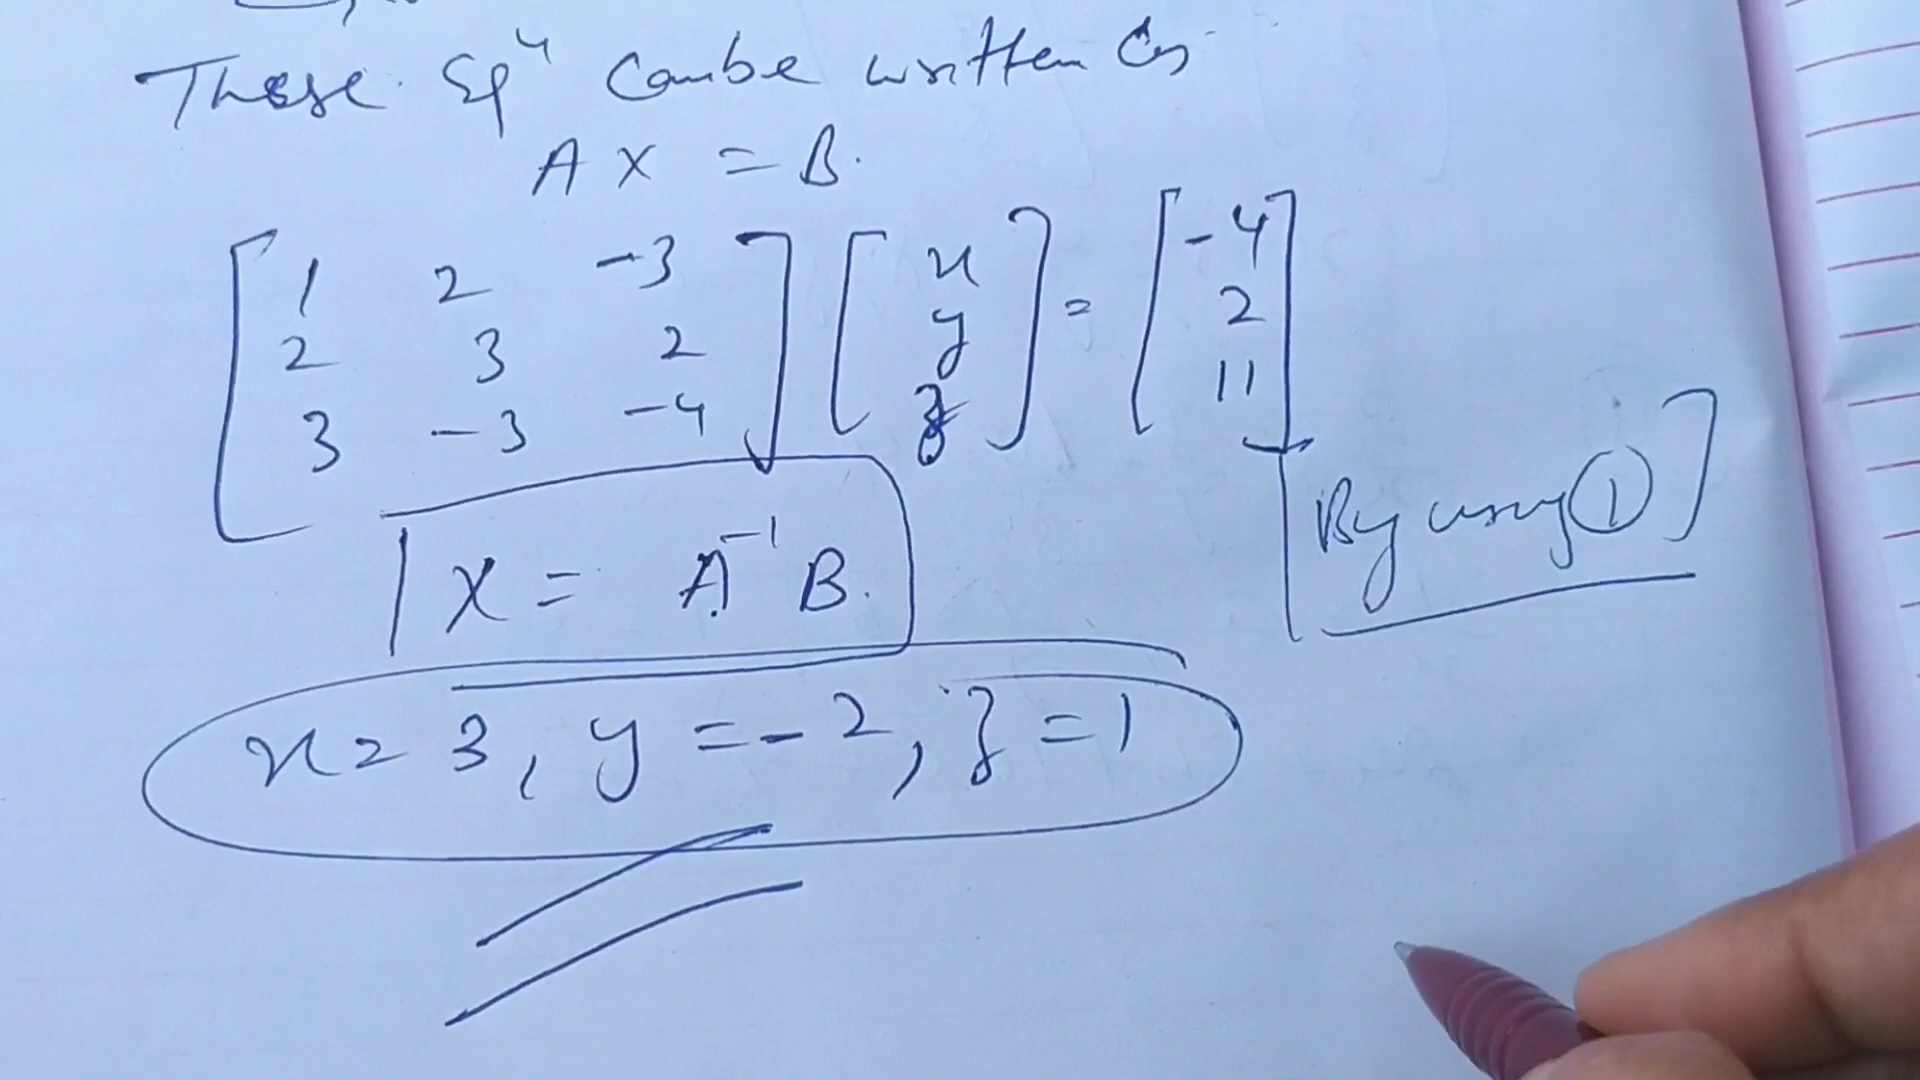 These Eqn can be written as
A X = B.
[ 1 2 -3 ] [ x ] = [ -4 ]
[ 2 3 2 ] [ y ] [ 2 ]
[ 3 -3 -4 ] [ z ] [ 11 ]
X = A⁻¹ B.
[By using ①]
x = 3, y = -2, z = 1